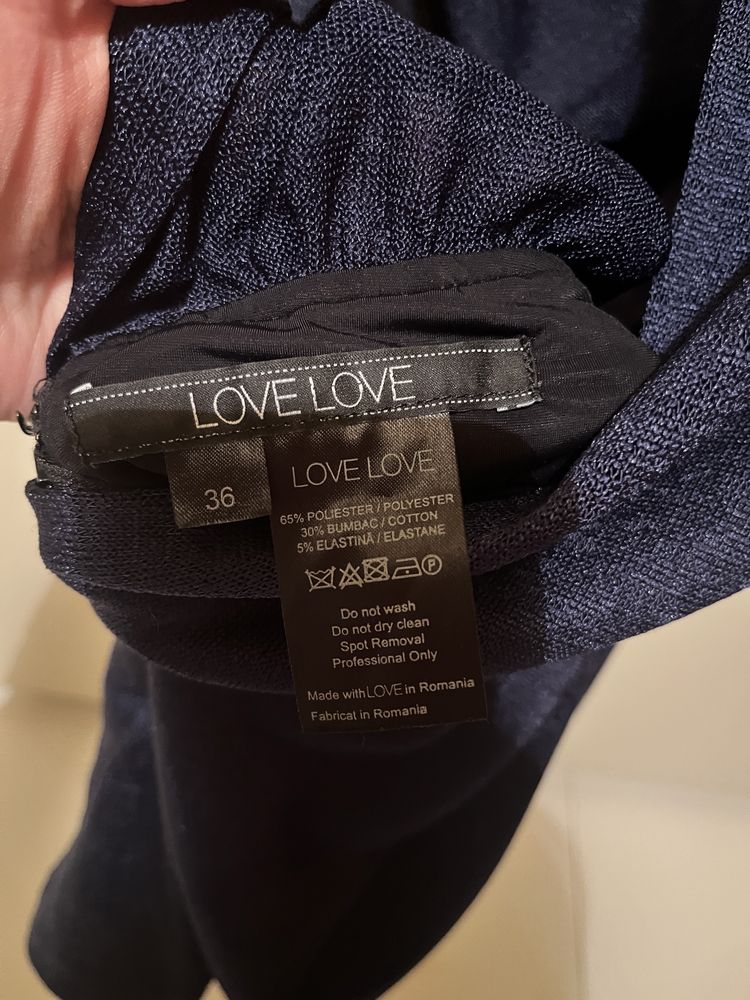 LOVE LOVE
36
LOVE LOVE
65% POLIESTER / POLYESTER
30% BUMBAC / COTTON
5% ELASTINĂ / ELASTANE
P
Do not wash
Do not dry clean
Spot Removal
Professional Only
Made with LOVE in Romania
Fabricat in Romania